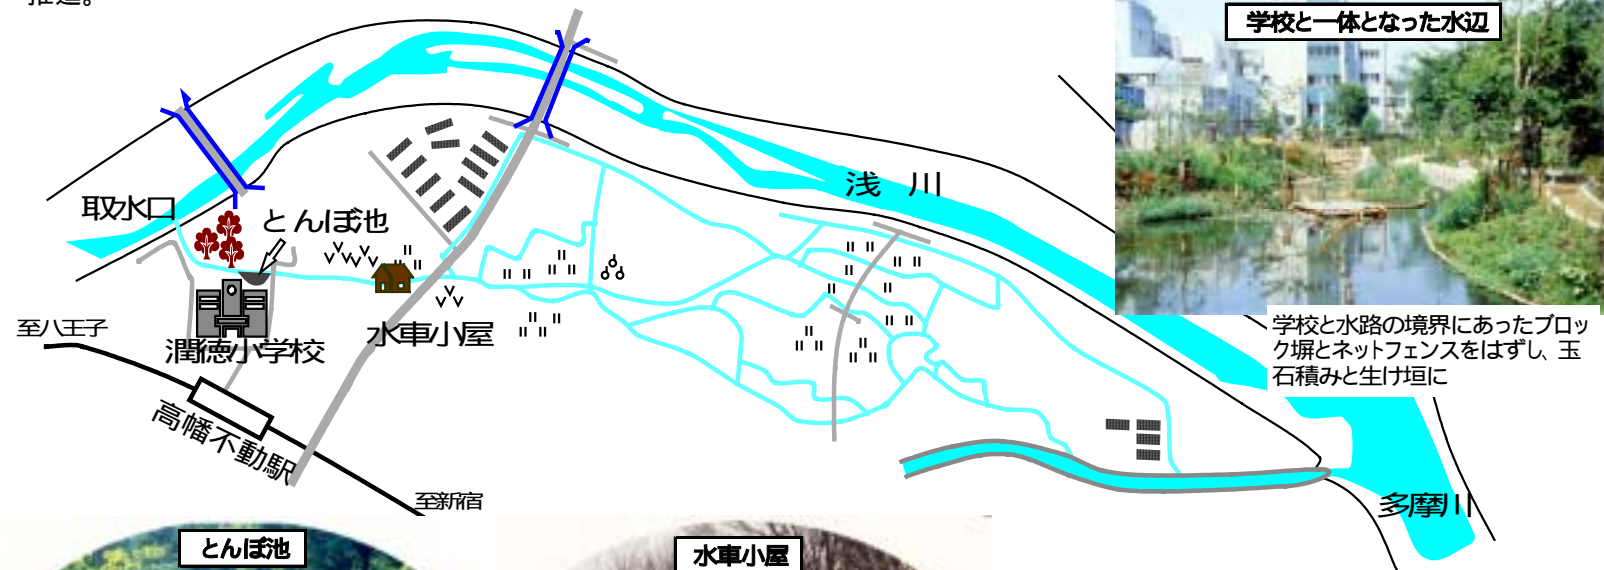 推進。
学校と一体となった水辺
浅 川
取水口
とんぼ池
至八王子
水車小屋
潤徳小学校
学校と水路の境界にあったブロッ
ク塀とネットフェンスをはずし、玉
石積みと生け垣に
高幡不動駅
至新宿
多摩川
とんぼ池
水車小屋